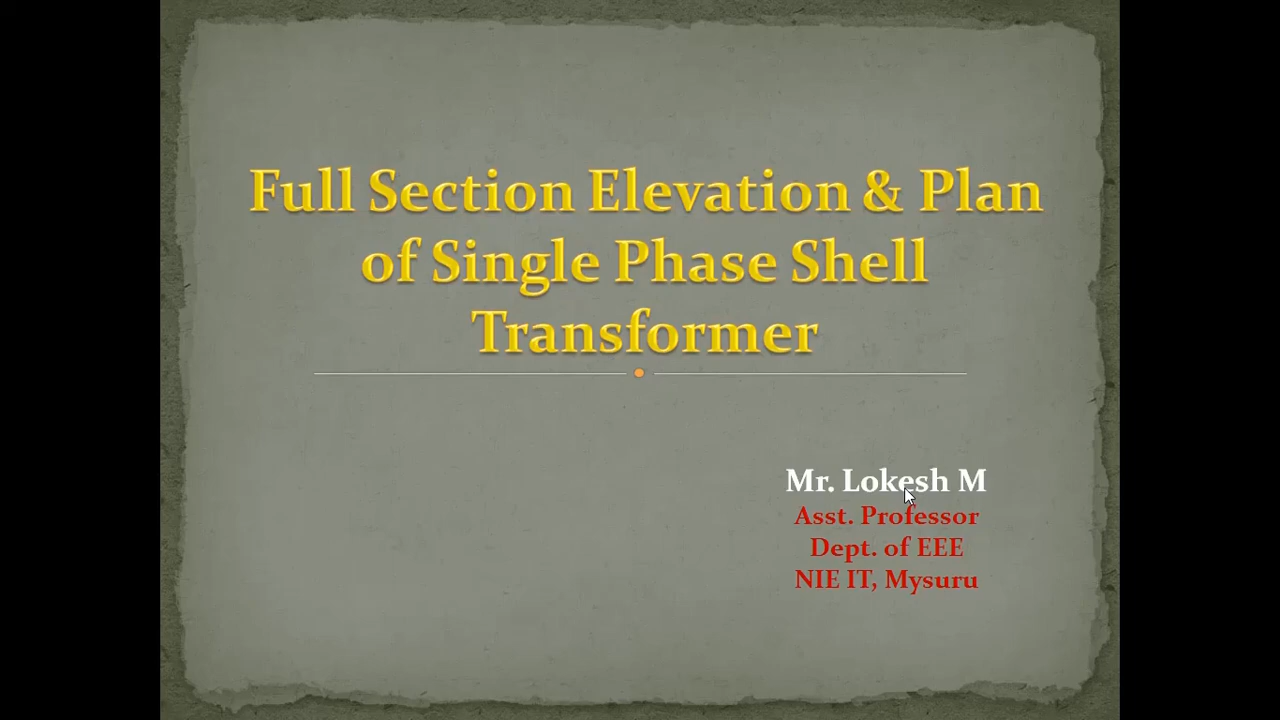 Full Section Elevation & Plan
of Single Phase Shell
Transformer
Mr. Lokesh M
Asst. Professor
Dept. of EEE
NIE IT, Mysuru